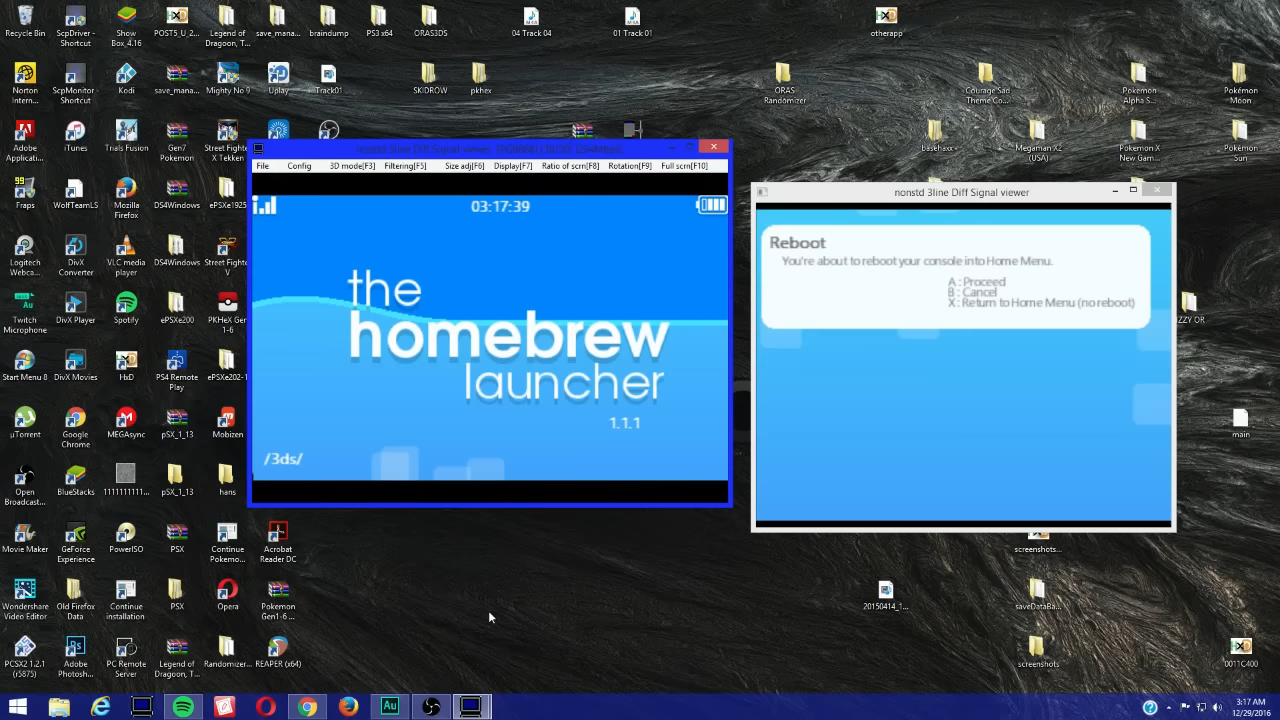 Recycle Bin
ScpDriver - Shortcut
Show Box_4.16
POST5_U_2...
Legend of Dragoon, T...
save_mana...
braindump
PS3 x64
ORAS3DS
04 Track 04
01 Track 01
otherapp
Norton Intern...
ScpMonitor - Shortcut
Kodi
save_mana...
Mighty No 9
Uplay
Track01
SKIDROW
pkhex
ORAS Randomizer
Courage Sad Theme Co...
Pokemon Alpha S...
Pokémon Moon
Adobe Applicati...
iTunes
Trials Fusion
Gen7 Pokemon
Street Fighter X Tekken
basehaxx
Megaman X2 (USA)
Pokemon X New Gam...
Pokémon Sun
File Config 3D mode[F3] Filtering[F5] Size adj[F6] Display[F7] Ratio of scrn[F8] Rotation[F9] Full scrn[F10]
Fraps
WolfTeamLS
Mozilla Firefox
DS4Windows
ePSXe1925
nonstd 3line Diff Signal viewer
03:17:39
the
homebrew
launcher
1.1.1
/3ds/
Reboot
You're about to reboot your console into Home Menu.
A : Proceed
B : Cancel
X : Return to Home Menu (no reboot)
Logitech Webca...
DivX Converter
VLC media player
DS4Windows
Street Fighter V
Twitch Microphone
DivX Player
Spotify
ePSXe200
PKHeX Gen 1-6
IZZY OR
Start Menu 8
DivX Movies
HxD
PS4 Remote Play
ePSXe202-1
µTorrent
Google Chrome
MEGAsync
pSX_1_13
Mobizen
main
Open Broadcast...
BlueStacks
1111111111...
pSX_1_13
hans
Movie Maker
GeForce Experience
PowerISO
PSX
Continue Pokemo...
Acrobat Reader DC
screenshots...
Wondershare Video Editor
Old Firefox Data
Continue installation
PSX
Opera
Pokemon Gen1-6 ...
20150414_1...
saveDataBa...
PCSX2 1.2.1 (r5875)
Adobe Photosh...
PC Remote Server
Legend of Dragoon, T...
Randomizer...
REAPER (x64)
screenshots
0011C400
3:17 AM
12/29/2016